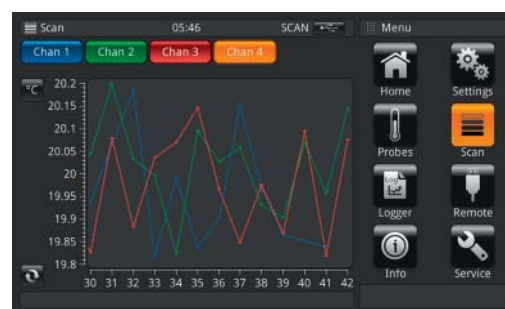 Scan 05:46 SCAN
Chan 1 Chan 2 Chan 3 Chan 4
°C
20.2
20.15
20.1
20.05
20
19.95
19.9
19.85
19.8
30 31 32 33 34 35 36 37 38 39 40 41 42
Menu
Home Settings
Probes Scan
Log
Logger Remote
Info Service